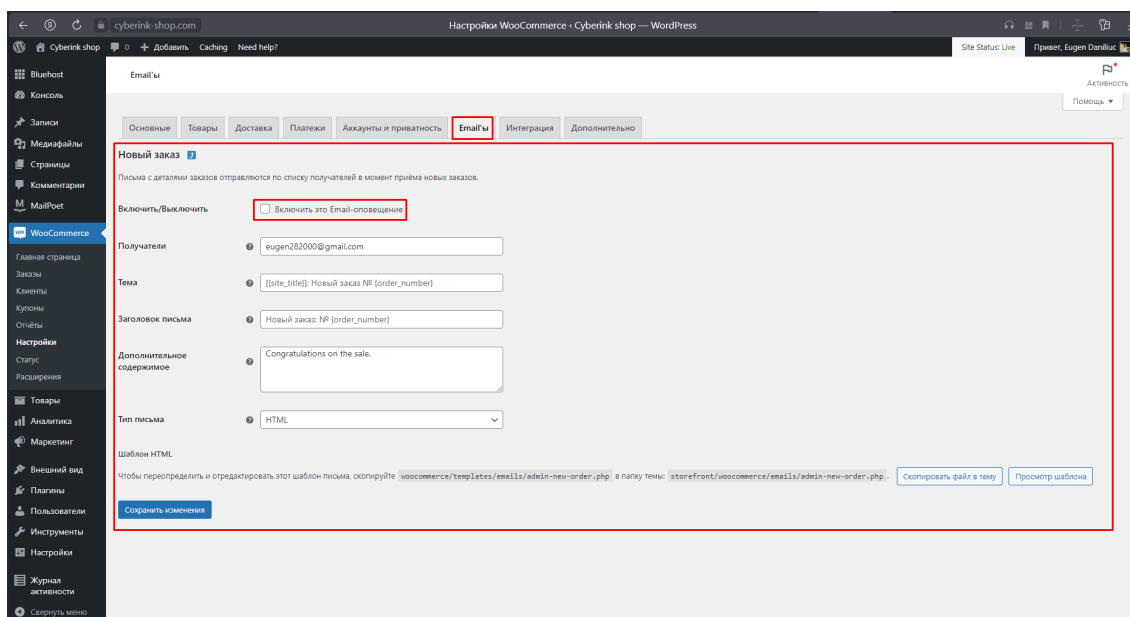 cyberink-shop.com
Настройки WooCommerce ‹ Cyberink shop — WordPress
Cyberink shop 0 + Добавить Caching Need help? Site Status: Live Привет, Eugen Daniliuc
Bluehost
Консоль
Записи
Медиафайлы
Страницы
Комментарии
MailPoet
WooCommerce
Главная страница
Заказы
Клиенты
Купоны
Отчёты
Настройки
Статус
Расширения
Товары
Аналитика
Маркетинг
Внешний вид
Плагины
Пользователи
Инструменты
Настройки
Журнал
активности
Свернуть меню
Email'ы
Активность
Помощь
Основные Товары Доставка Платежи Аккаунты и приватность Email'ы Интеграция Дополнительно
Новый заказ
Письма с деталями заказов отправляются по списку получателей в момент приёма новых заказов.
Включить/Выключить Включить это Email-оповещение
Получатели eugen282000@gmail.com
Тема [{site_title}]: Новый заказ № {order_number}
Заголовок письма Новый заказ: № {order_number}
Дополнительное
содержимое
Congratulations on the sale.
Тип письма HTML
Шаблон HTML
Чтобы переопределить и отредактировать этот шаблон письма, скопируйте woocommerce/templates/emails/admin-new-order.php в папку темы: storefront/woocommerce/emails/admin-new-order.php. Скопировать файл в тему Просмотр шаблона
Сохранить изменения